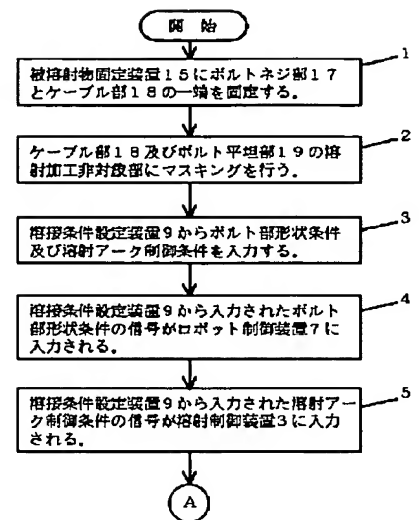 開 始
1
被溶射物固定装置15にボルトネジ部17
とケーブル部18の一端を固定する。
2
ケーブル部18及びボルト平坦部19の溶
射加工非対象部にマスキングを行う。
3
溶接条件設定装置9からボルト部形状条件
及び溶射アーク制御条件を入力する。
4
溶接条件設定装置9から入力されたボルト
部形状条件の信号がロボット制御装置7に
入力される。
5
溶接条件設定装置9から入力された溶射アー
ク制御条件の信号が溶射制御装置3に入力
される。
A